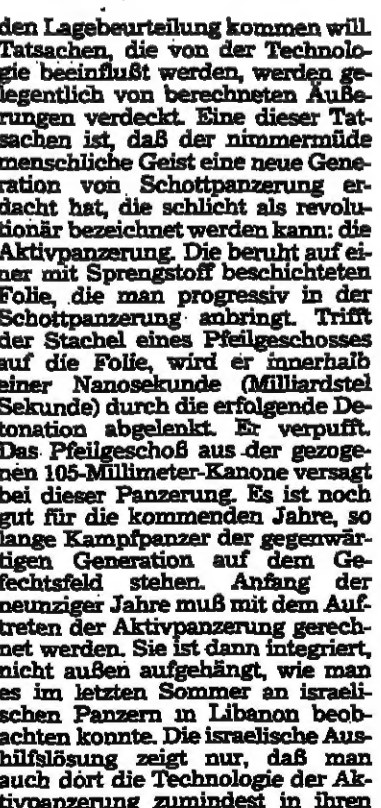 den Lagebeurteilung kommen will.
Tatsachen, die von der Technolo-
gie beeinflußt werden, werden ge-
legentlich von berechneten Äuße-
rungen verdeckt. Eine dieser Tat-
sachen ist, daß der nimmermüde
menschliche Geist eine neue Gene-
ration von Schottpanzerung er-
dacht hat, die schlicht als revolu-
tionär bezeichnet werden kann: die
Aktivpanzerung. Die beruht auf ei-
ner mit Sprengstoff beschichteten
Folie, die man progressiv in der
Schottpanzerung anbringt. Trifft
der Stachel eines Pfeilgeschosses
auf die Folie, wird er innerhalb
einer Nanosekunde (Milliardstel
Sekunde) durch die erfolgende De-
tonation abgelenkt. Er verpufft.
Das Pfeilgeschoß aus der gezoge-
nen 105-Millimeter-Kanone versagt
bei dieser Panzerung. Es ist noch
gut für die kommenden Jahre, so
lange Kampfpanzer der gegenwär-
tigen Generation auf dem Ge-
fechtsfeld stehen. Anfang der
neunziger Jahre muß mit dem Auf-
treten der Aktivpanzerung gerech-
net werden. Sie ist dann integriert,
nicht außen aufgehängt, wie man
es im letzten Sommer an israeli-
schen Panzern in Libanon beob-
achten konnte. Die israelische Aus-
hilfslösung zeigt nur, daß man
auch dort die Technologie der Ak-
tivpanzerung zumindest in ihren